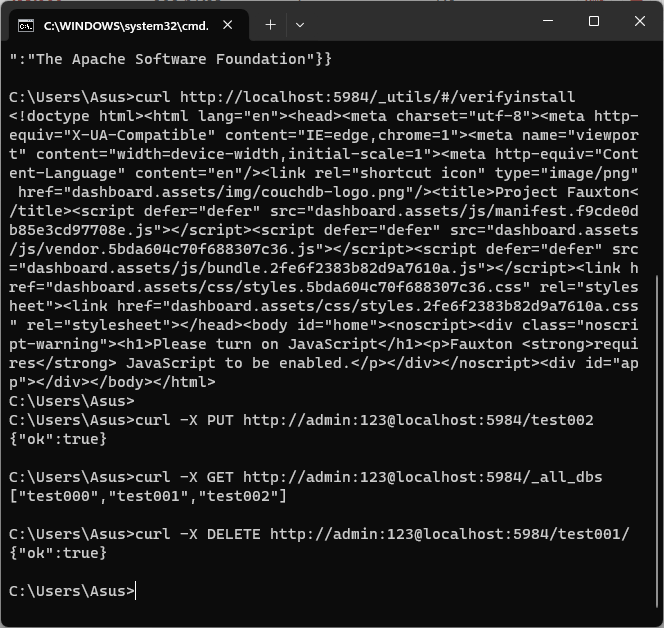 C:\WINDOWS\system32\cmd.
":"The Apache Software Foundation"}}
C:\Users\Asus>curl http://localhost:5984/_utils/#/verifyinstall
<!doctype html><html lang="en"><head><meta charset="utf-8"><meta http-
equiv="X-UA-Compatible" content="IE=edge,chrome=1"><meta name="viewpor
t" content="width=device-width,initial-scale=1"><meta http-equiv="Cont
ent-Language" content="en"/><link rel="shortcut icon" type="image/png"
 href="dashboard.assets/img/couchdb-logo.png"/><title>Project Fauxton<
/title><script defer="defer" src="dashboard.assets/js/manifest.f9cde0d
b85e3cd97708e.js"></script><script defer="defer" src="dashboard.assets
/js/vendor.5bda604c70f688307c36.js"></script><script defer="defer" src
="dashboard.assets/js/bundle.2fe6f2383b82d9a7610a.js"></script><link h
ref="dashboard.assets/css/styles.5bda604c70f688307c36.css" rel="styles
heet"><link href="dashboard.assets/css/styles.2fe6f2383b82d9a7610a.css
" rel="stylesheet"></head><body id="home"><noscript><div class="noscri
pt-warning"><h1>Please turn on JavaScript</h1><p>Fauxton <strong>requi
res</strong> JavaScript to be enabled.</p></div></noscript><div id="ap
p"></div></body></html>
C:\Users\Asus>
C:\Users\Asus>curl -X PUT http://admin:123@localhost:5984/test002
{"ok":true}
C:\Users\Asus>curl -X GET http://admin:123@localhost:5984/_all_dbs
["test000","test001","test002"]
C:\Users\Asus>curl -X DELETE http://admin:123@localhost:5984/test001/
{"ok":true}
C:\Users\Asus>